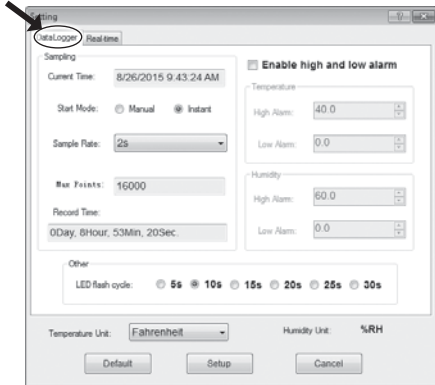 Setting
DataLogger Real-time
Sampling
Current Time: 8/26/2015 9:43:24 AM
Start Mode: Manual Instant
Sample Rate: 2s
Max Points: 16000
Record Time:
0Day, 8Hour, 53Min, 20Sec.
Enable high and low alarm
Temperature
High Alarm: 40.0
Low Alarm: 0.0
Humidity
High Alarm: 60.0
Low Alarm: 0.0
Other
LED flash cycle: 5s 10s 15s 20s 25s 30s
Temperature Unit: Fahrenheit Humidity Unit: %RH
Default Setup Cancel